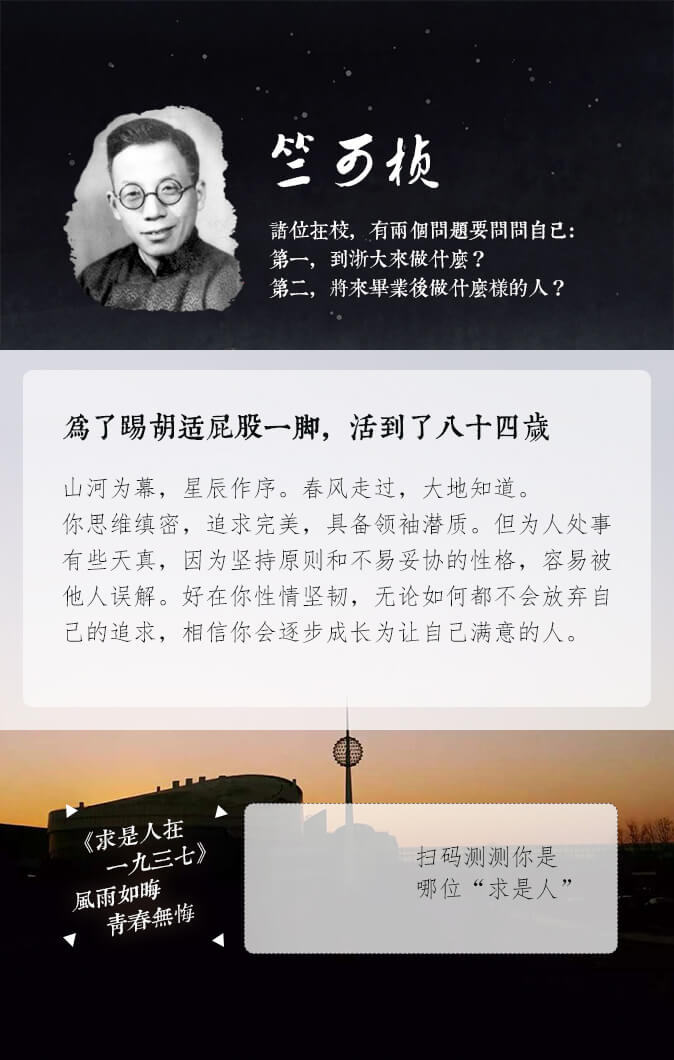 竺可桢
諸位在校，有兩個問題要問問自己：
第一，到浙大來做什麼？
第二，將來畢業後做什麼樣的人？
為了踢胡适屁股一脚，活到了八十四歲
山河为幕，星辰作序。春风走过，大地知道。
你思维缜密，追求完美，具备领袖潜质。但为人处事
有些天真，因为坚持原则和不易妥协的性格，容易被
他人误解。好在你性情坚韧，无论如何都不会放弃自
己的追求，相信你会逐步成长为让自己满意的人。
《求是人在
一九三七》
風雨如晦
青春無悔
扫码测测你是
哪位“求是人”